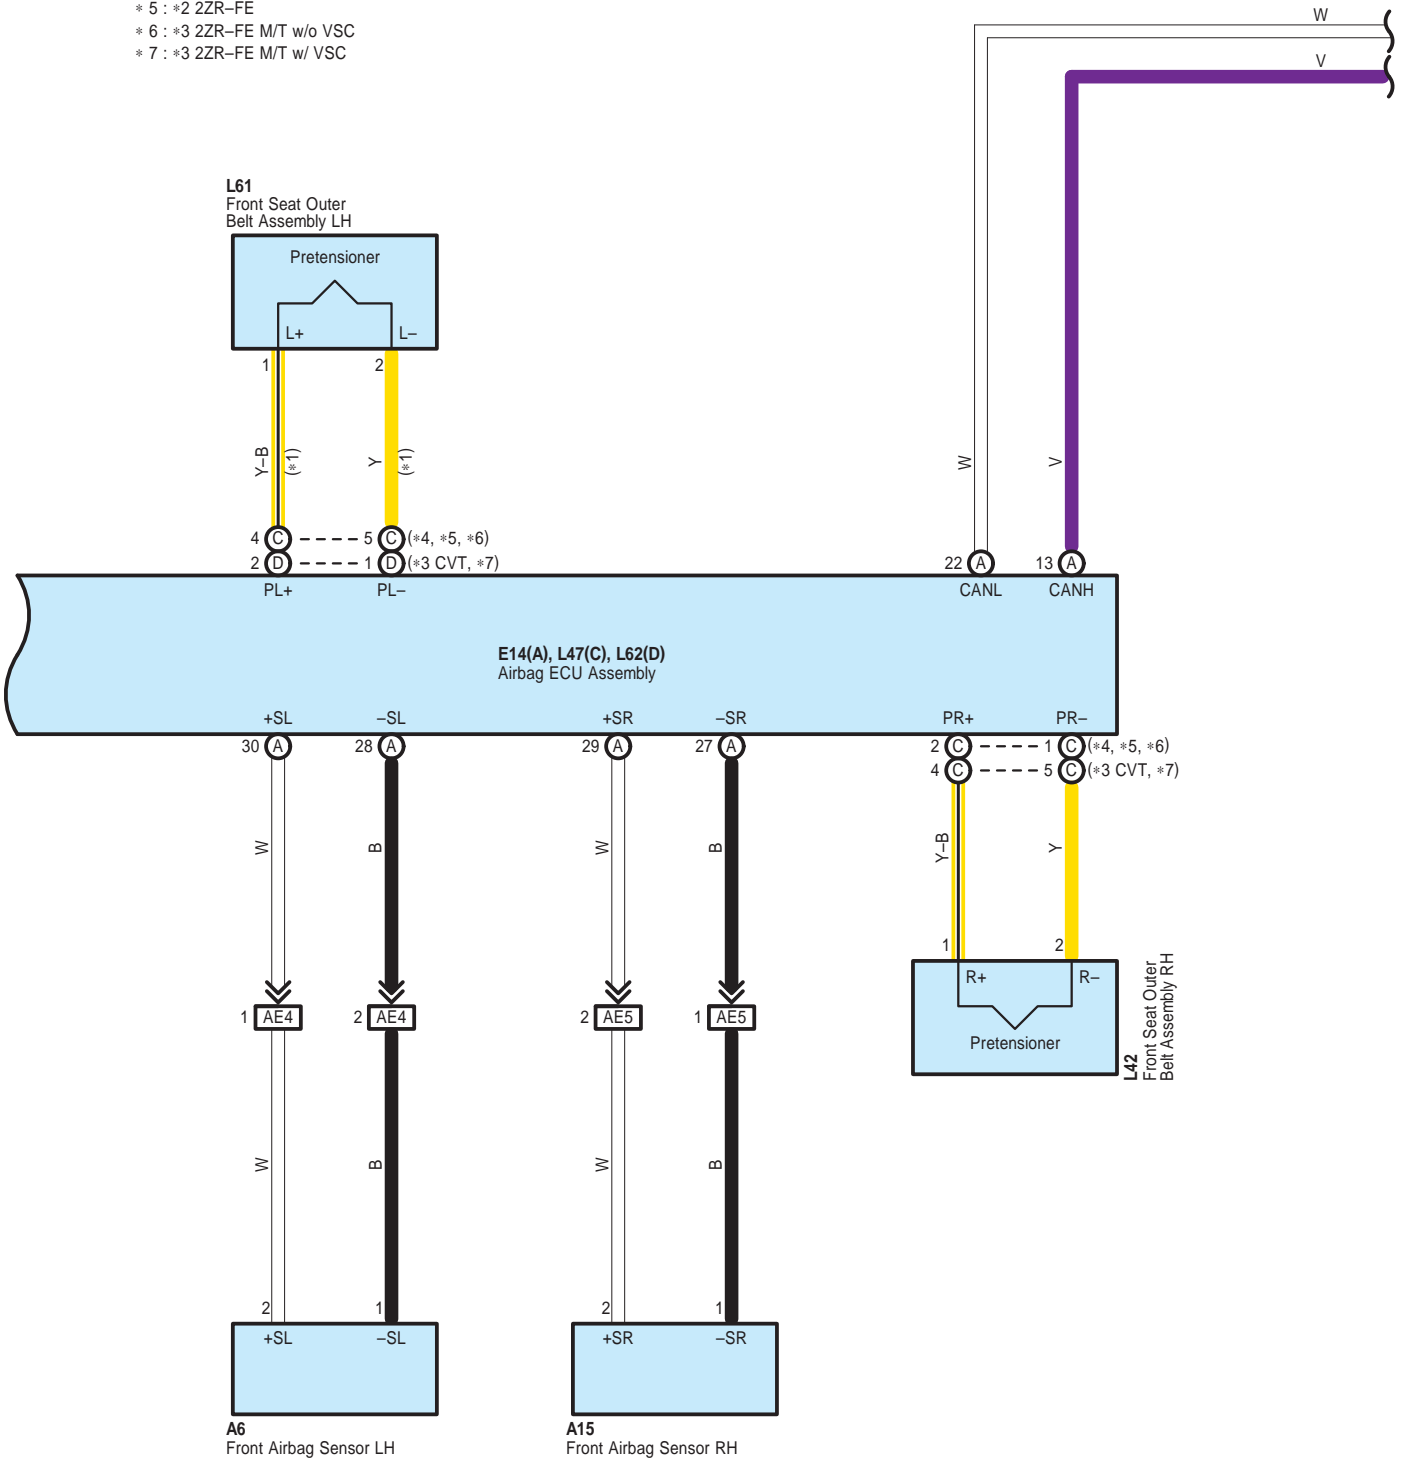 * 5 : *2 2ZR–FE
* 6 : *3 2ZR–FE M/T w/o VSC
* 7 : *3 2ZR–FE M/T w/ VSC
W
V
L61
Front Seat Outer
Belt Assembly LH
Pretensioner
L+ L–
1 2
Y–B (*1) Y (*1)
W V
4 C 5 C (*4, *5, *6)
2 D 1 D (*3 CVT, *7)
22 A 13 A
PL+ PL– CANL CANH
E14(A), L47(C), L62(D)
Airbag ECU Assembly
+SL –SL +SR –SR PR+ PR–
30 A 28 A 29 A 27 A
2 C 1 C (*4, *5, *6)
4 C 5 C (*3 CVT, *7)
W B W B Y–B Y
1 2
R+ R–
Pretensioner
L42
Front Seat Outer
Belt Assembly RH
1 AE4 2 AE4 2 AE5 1 AE5
W B W B
2 1 2 1
+SL –SL +SR –SR
A6
Front Airbag Sensor LH
A15
Front Airbag Sensor RH